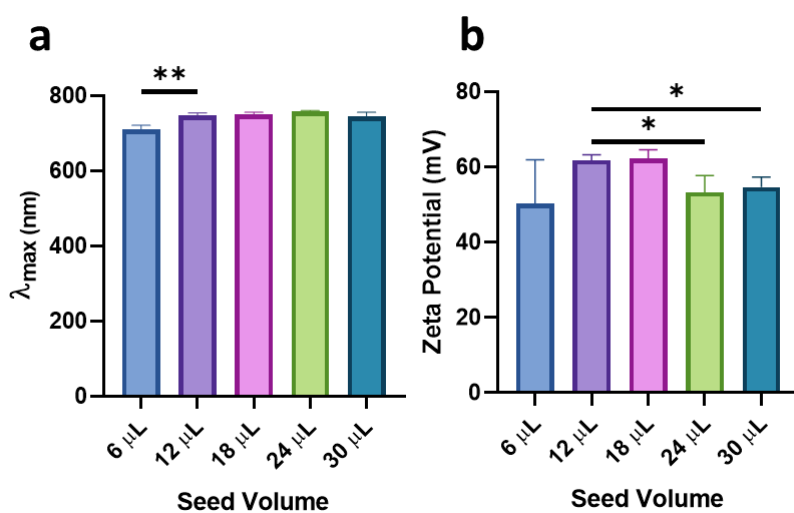 a
**
λmax (nm)
800
600
400
200
0
6 μL
12 μL
18 μL
24 μL
30 μL
Seed Volume
b
*
*
Zeta Potential (mV)
80
60
40
20
0
6 μL
12 μL
18 μL
24 μL
30 μL
Seed Volume